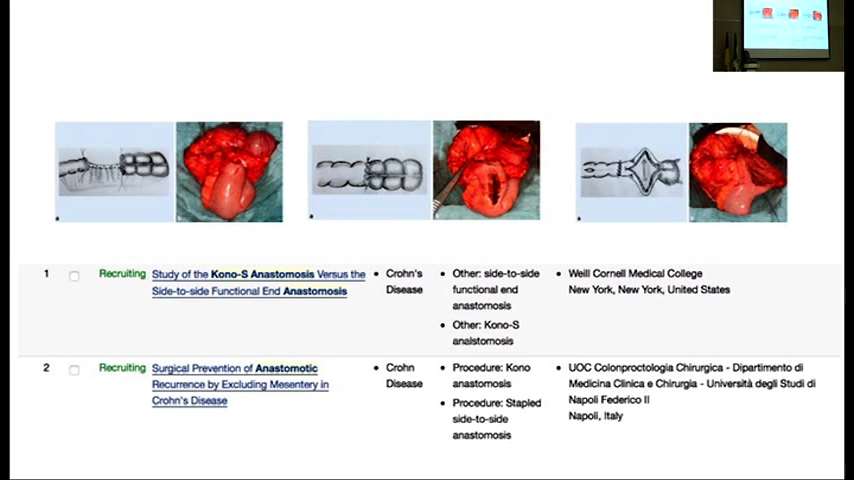 1 Recruiting Study of the Kono-S Anastomosis Versus the
Side-to-side Functional End Anastomosis
• Crohn's
Disease
• Other: side-to-side
functional end
anastomosis
• Other: Kono-S
analstomosis
• Weill Cornell Medical College
New York, New York, United States
2 Recruiting Surgical Prevention of Anastomotic
Recurrence by Excluding Mesentery in
Crohn's Disease
• Crohn
Disease
• Procedure: Kono
anastomosis
• Procedure: Stapled
side-to-side
anastomosis
• UOC Colonproctologia Chirurgica - Dipartimento di
Medicina Clinica e Chirurgia - Università degli Studi di
Napoli Federico II
Napoli, Italy